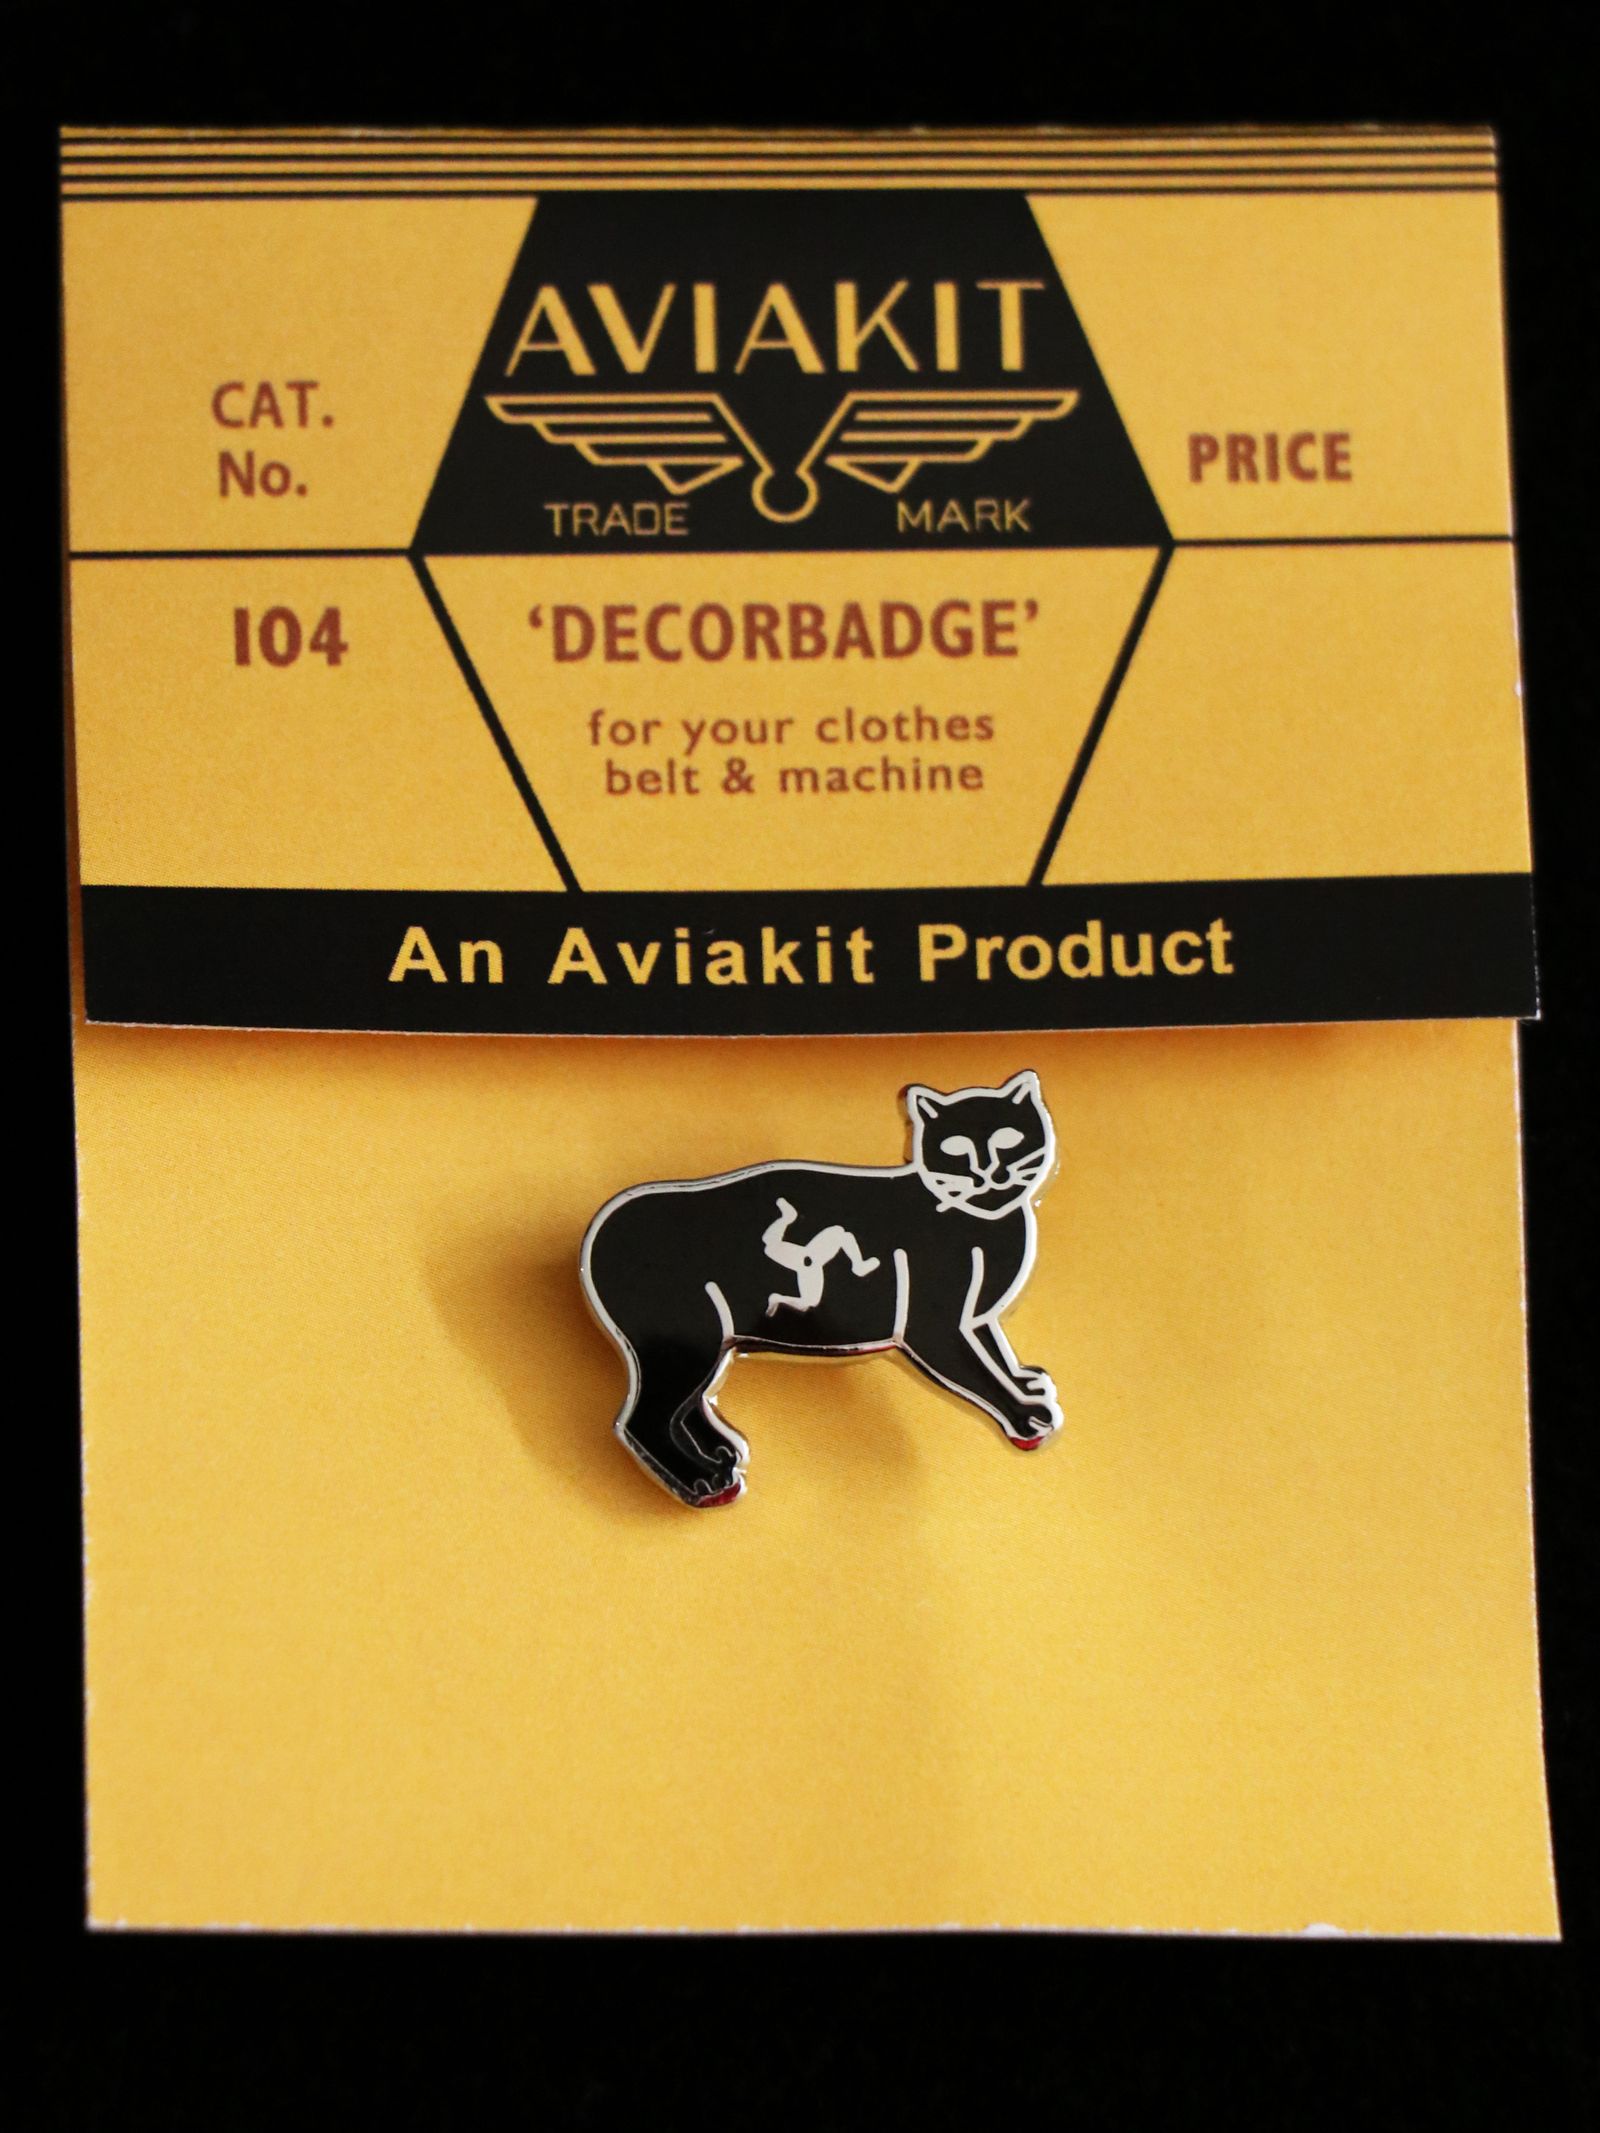 AVIAKIT
TRADE MARK
CAT.
No.
PRICE
104
‘DECORBADGE’
for your clothes
belt & machine
An Aviakit Product